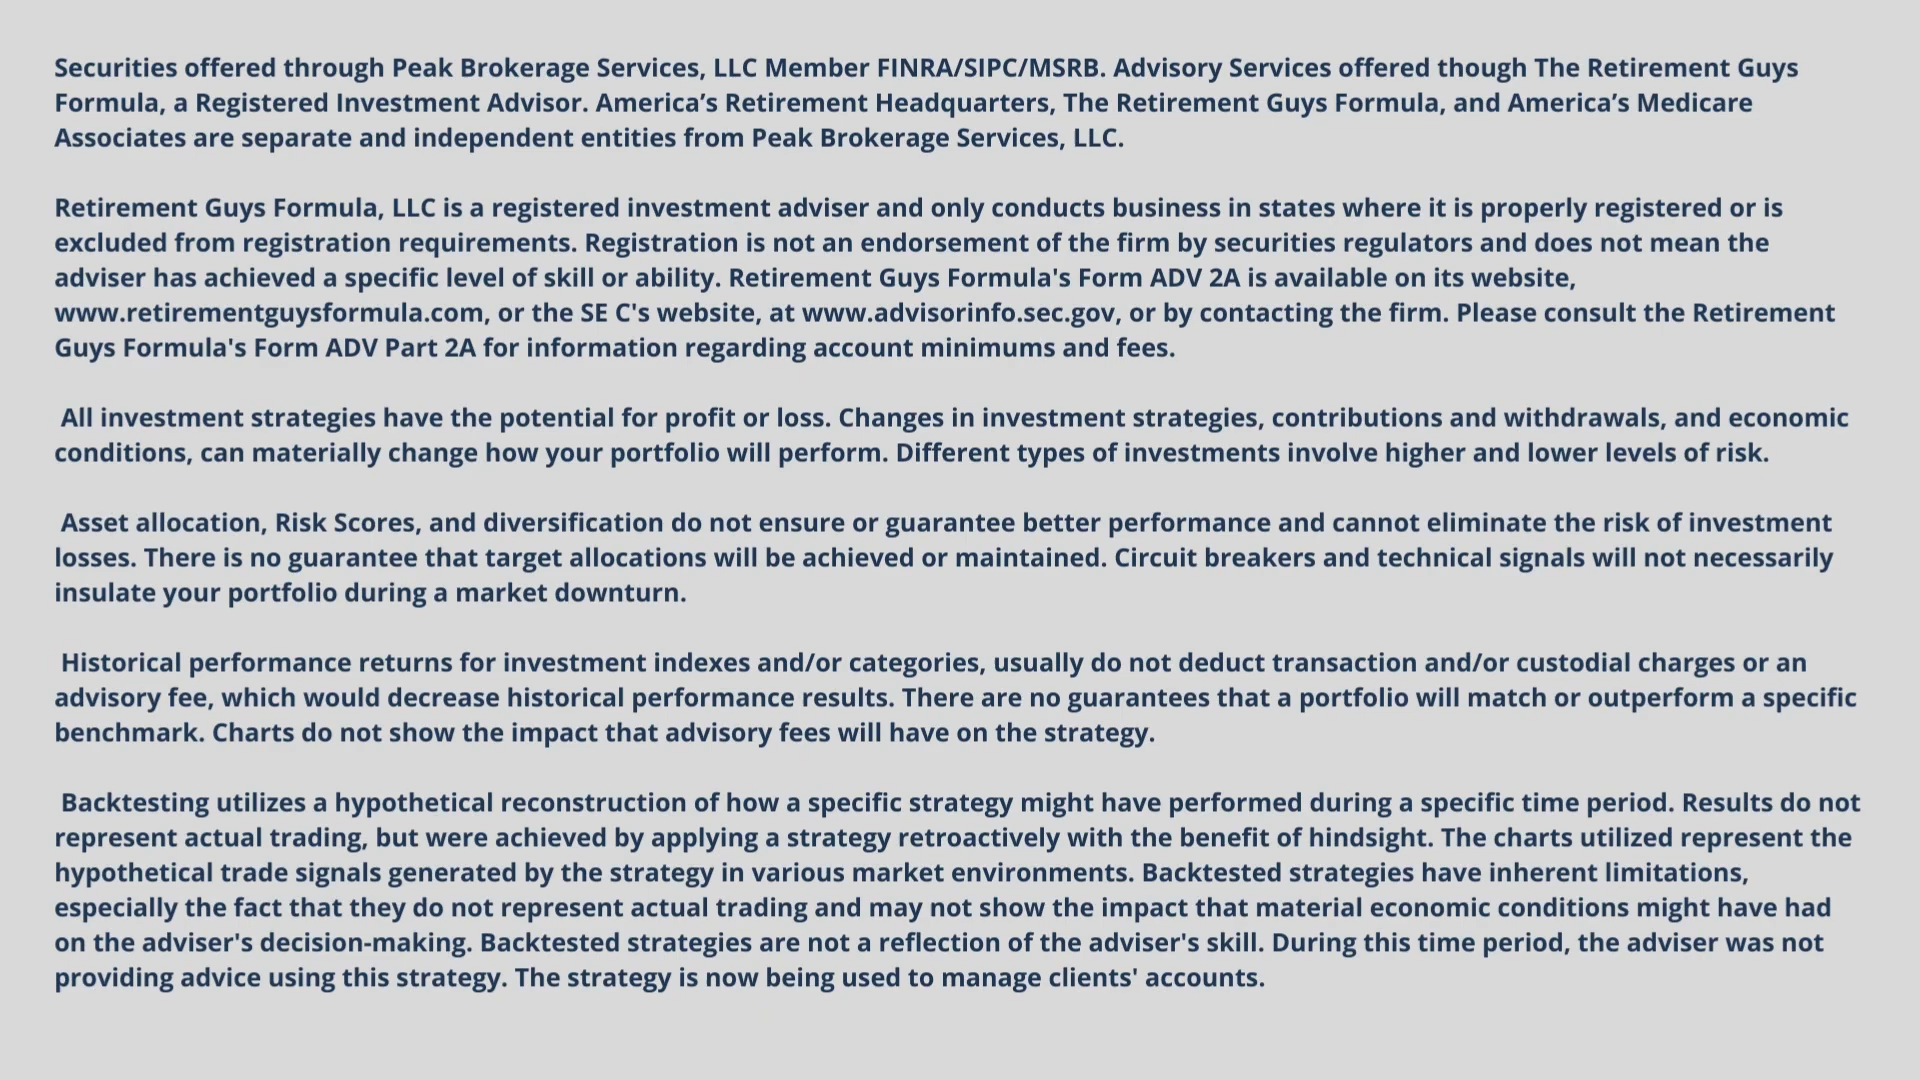 Securities offered through Peak Brokerage Services, LLC Member FINRA/SIPC/MSRB. Advisory Services offered though The Retirement Guys
Formula, a Registered Investment Advisor. America’s Retirement Headquarters, The Retirement Guys Formula, and America’s Medicare
Associates are separate and independent entities from Peak Brokerage Services, LLC.
Retirement Guys Formula, LLC is a registered investment adviser and only conducts business in states where it is properly registered or is
excluded from registration requirements. Registration is not an endorsement of the firm by securities regulators and does not mean the
adviser has achieved a specific level of skill or ability. Retirement Guys Formula's Form ADV 2A is available on its website,
www.retirementguysformula.com, or the SE C's website, at www.advisorinfo.sec.gov, or by contacting the firm. Please consult the Retirement
Guys Formula's Form ADV Part 2A for information regarding account minimums and fees.
All investment strategies have the potential for profit or loss. Changes in investment strategies, contributions and withdrawals, and economic
conditions, can materially change how your portfolio will perform. Different types of investments involve higher and lower levels of risk.
Asset allocation, Risk Scores, and diversification do not ensure or guarantee better performance and cannot eliminate the risk of investment
losses. There is no guarantee that target allocations will be achieved or maintained. Circuit breakers and technical signals will not necessarily
insulate your portfolio during a market downturn.
Historical performance returns for investment indexes and/or categories, usually do not deduct transaction and/or custodial charges or an
advisory fee, which would decrease historical performance results. There are no guarantees that a portfolio will match or outperform a specific
benchmark. Charts do not show the impact that advisory fees will have on the strategy.
Backtesting utilizes a hypothetical reconstruction of how a specific strategy might have performed during a specific time period. Results do not
represent actual trading, but were achieved by applying a strategy retroactively with the benefit of hindsight. The charts utilized represent the
hypothetical trade signals generated by the strategy in various market environments. Backtested strategies have inherent limitations,
especially the fact that they do not represent actual trading and may not show the impact that material economic conditions might have had
on the adviser's decision-making. Backtested strategies are not a reflection of the adviser's skill. During this time period, the adviser was not
providing advice using this strategy. The strategy is now being used to manage clients' accounts.